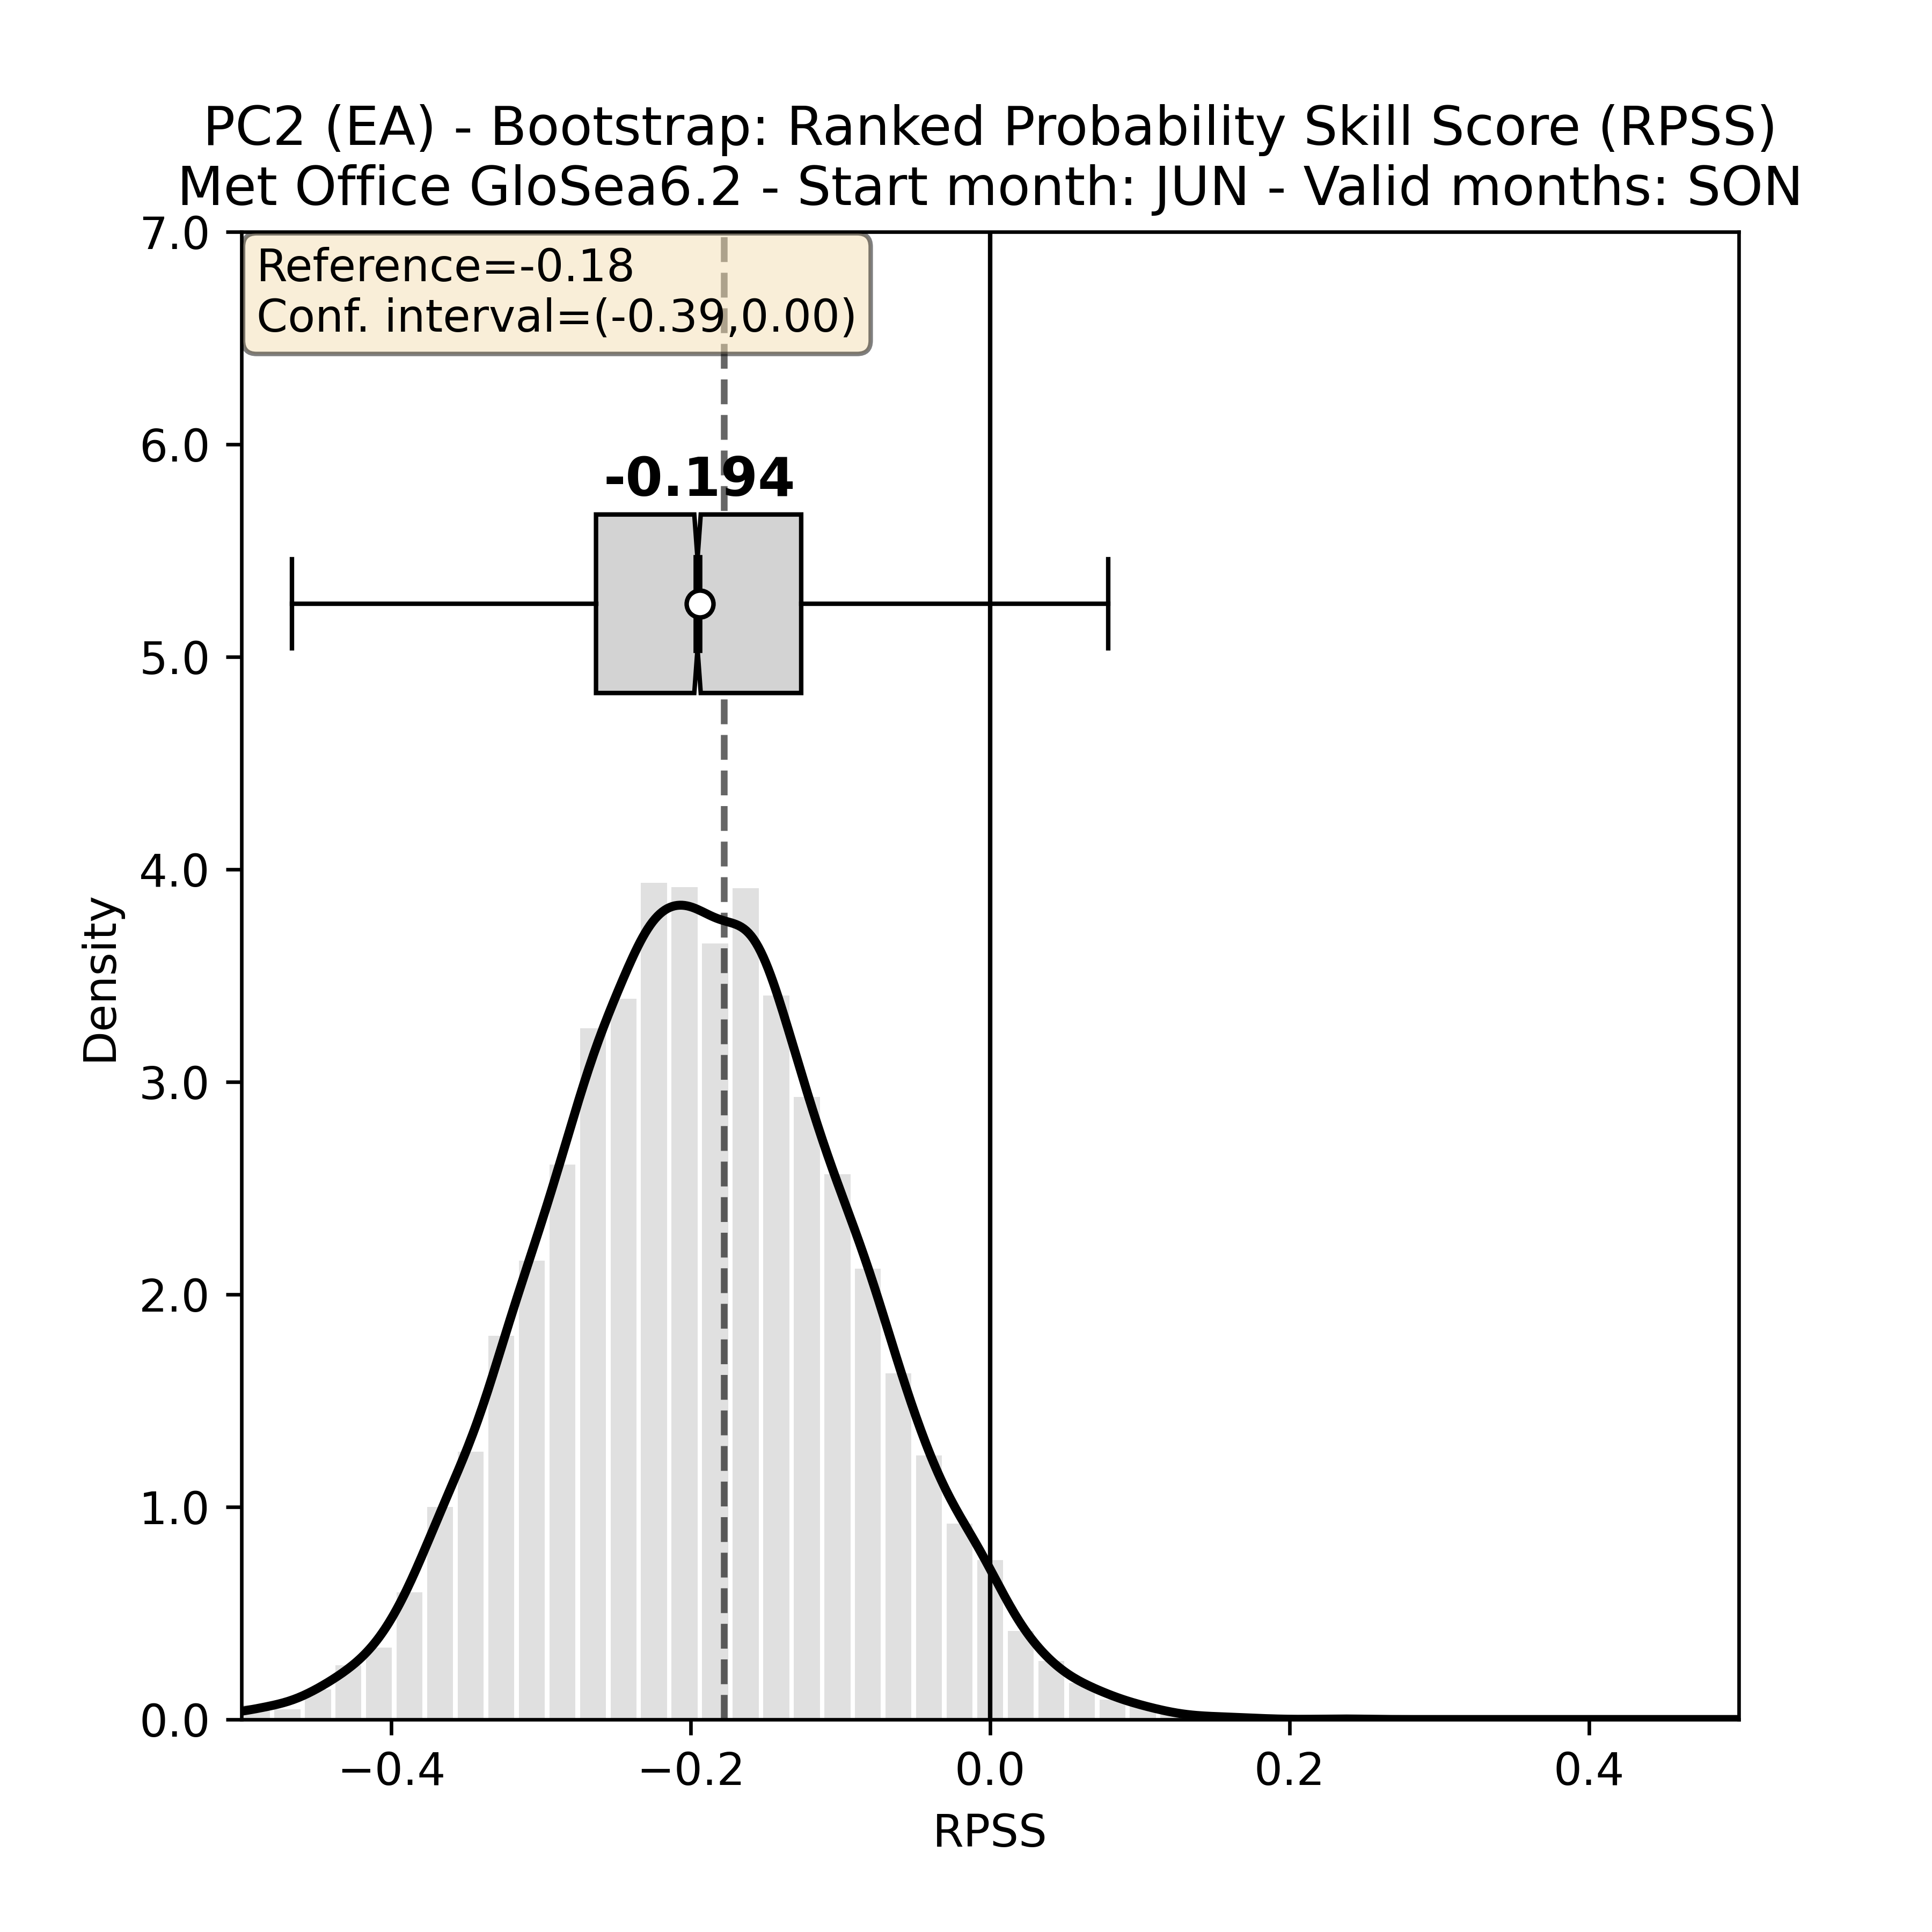 PC2 (EA) - Bootstrap: Ranked Probability Skill Score (RPSS)
Met Office GloSea6.2 - Start month: JUN - Valid months: SON
7.0
Reference=-0.18
Conf. interval=(-0.39,0.00)
6.0
-0.194
5.0
4.0
Density
3.0
2.0
1.0
0.0
−0.4 −0.2 0.0 0.2 0.4
RPSS